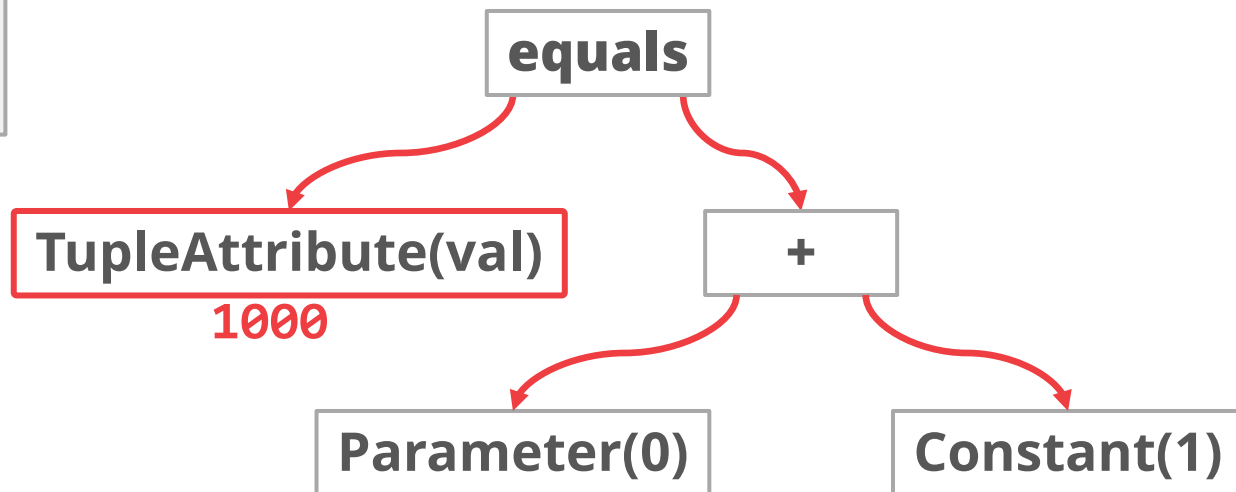 equals
TupleAttribute(val)
+
1000
Parameter(0)
Constant(1)